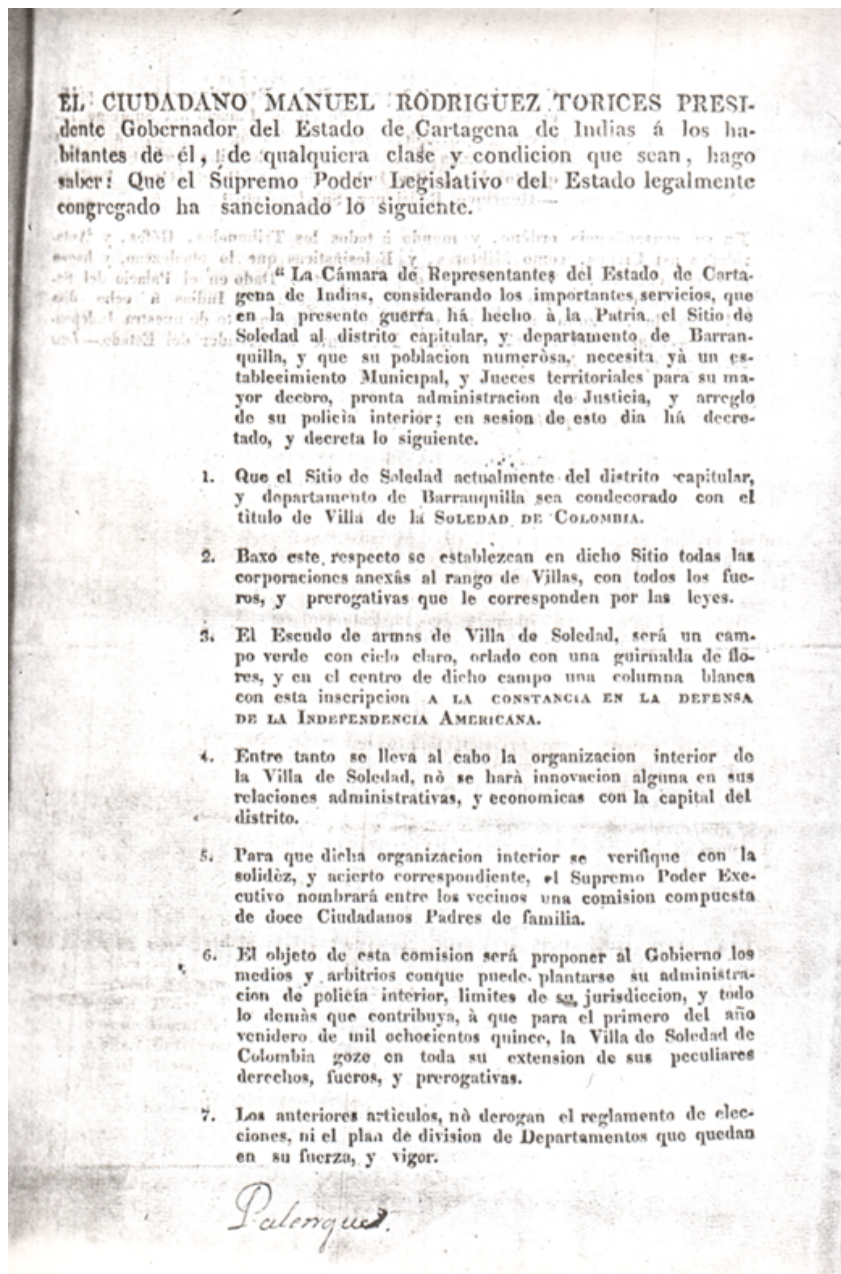 EL CIUDADANO MANUEL RODRIGUEZ TORICES PRESI-
dente Gobernador del Estado de Cartagena de Indias á los ha-
bitantes de él, de qualquiera clase y condicion que sean, hago
saber: Que el Supremo Poder Legislativo del Estado legalmente
congregado ha sancionado lo siguiente.
“ La Cámara de Representantes del Estado de Carta-
gena de Indias, considerando los importantes servicios, que
en la presente guerra há hecho à la Patria el Sitio de
Soledad al distrito capitular, y departamento de Barran-
quilla, y que su poblacion numeròsa, necesita yà un es-
tablecimiento Municipal, y Jueces territoriales para su ma-
yor decoro, pronta administracion de Justicia, y arreglo
de su policìa interior; en sesion de esto dia há decre-
tado, y decreta lo siguiente.
1. Que el Sitio de Soledad actualmente del distrito capitular,
y departamento de Barranquilla sea condecorado con el
titulo de Villa de la SOLEDAD DE COLOMBIA.
2. Baxo este respecto se establezcan en dicho Sitio todas las
corporaciones anexâs al rango de Villas, con todos los fue-
ros, y prerogativas que le corresponden por las leyes.
3. El Escudo de armas de Villa de Soledad, será un cam-
po verde con cielo claro, orlado con una guirnalda de flo-
res, y en el centro de dicho campo una columna blanca
con esta inscripcion A LA CONSTANCIA EN LA DEFENSA
DE LA INDEPENDENCIA AMERICANA.
4. Entre tanto se lleva al cabo la organizacion interior de
la Villa de Soledad, nò se harà innovacion alguna en sus
relaciones administrativas, y economicas con la capital del
distrito.
5. Para que dicha organizacion interior se verifique con la
solidèz, y acierto correspondiente, el Supremo Poder Exe-
cutivo nombrará entre los vecinos una comision compuesta
de doce Ciudadanos Padres de familia.
6. El objeto de esta comision será proponer al Gobierno los
medios y arbitrios conque puede plantarse su administra-
cion de policía interior, limites de su jurisdiccion, y todo
lo demàs que contribuya, à que para el primero del año
venidero de mil ochocientos quince, la Villa de Soledad de
Colombia goze en toda su extension de sus peculiares
derechos, fueros, y prerogativas.
7. Los anteriores articulos, nò derogan el reglamento de elec-
ciones, ni el plan de division de Departamentos que quedan
en su fuerza, y vigor.
Palenque.